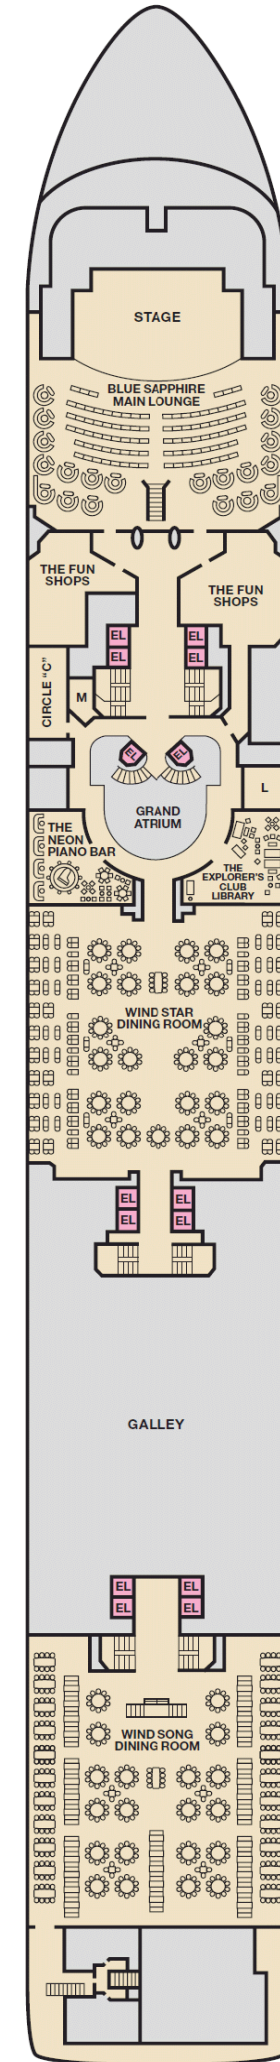 STAGE
BLUE SAPPHIRE
MAIN LOUNGE
THE FUN
SHOPS
THE FUN
SHOPS
EL
EL
EL
EL
CIRCLE "C"
M
EL
EL
L
GRAND
ATRIUM
THE
NEON
PIANO BAR
THE
EXPLORER'S
CLUB
LIBRARY
WIND STAR
DINING ROOM
EL
EL
EL
EL
GALLEY
EL
EL
EL
EL
WIND SONG
DINING ROOM